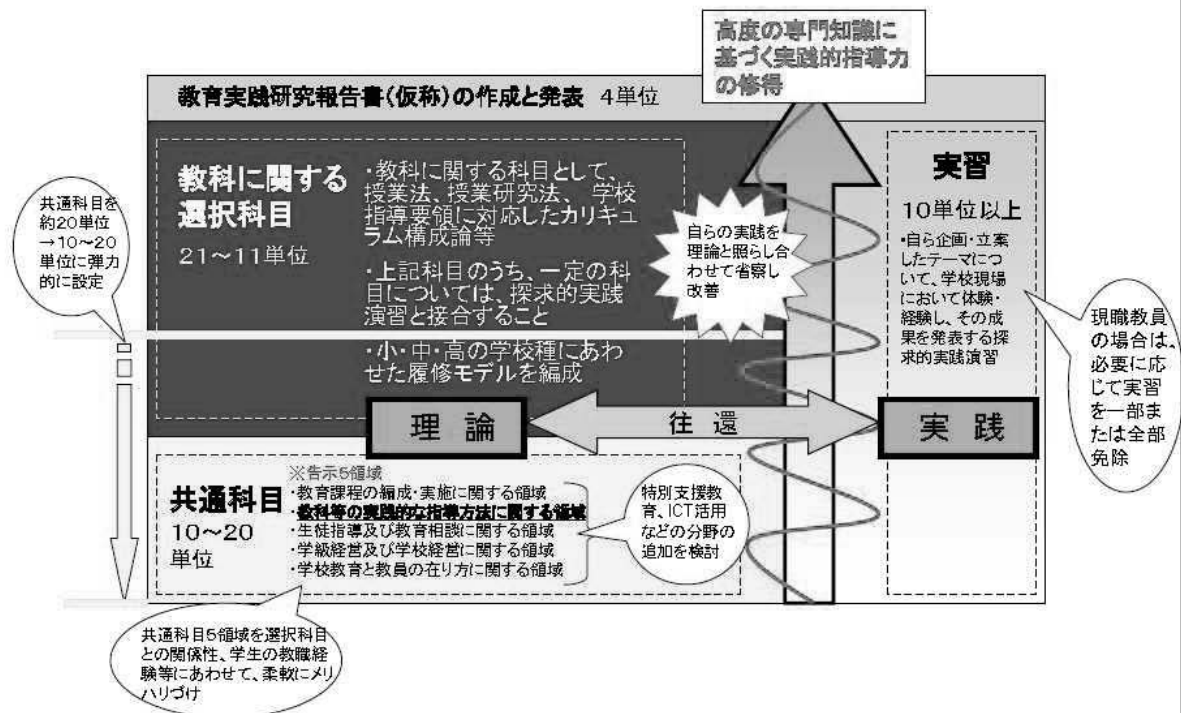 高度の専門知識に
基づく実践的指導力
の修得
教育実践研究報告書(仮称)の作成と発表 4単位
教科に関する
選択科目
21~11単位
・教科に関する科目として、
授業法、授業研究法、学校
指導要領に対応したカリキュ
ラム構成論等
・上記科目のうち、一定の科
目については、探求的実践
演習と接合すること
・小・中・高の学校種にあわ
せた履修モデルを編成
共通科目を
約20単位
→10~20
単位に弾力
的に設定
自らの実践を
理論と照らし合
わせて省察し
改善
実習
10単位以上
・自ら企画・立案
したテーマにつ
いて、学校現場
において体験・
経験し、その成
果を発表する探
求的実践演習
現職教員
の場合は、
必要に応
じて実習
を一部ま
たは全部
免除
理 論
往 還
実 践
共通科目
10~20
単位
※告示5領域
・教育課程の編成・実施に関する領域
・教科等の実践的な指導方法に関する領域
・生徒指導及び教育相談に関する領域
・学級経営及び学校経営に関する領域
・学校教育と教員の在り方に関する領域
特別支援教
育、ICT活用
などの分野の
追加を検討
共通科目5領域を選択科目
との関係性、学生の教職経
験等にあわせて、柔軟にメリ
ハリづけ